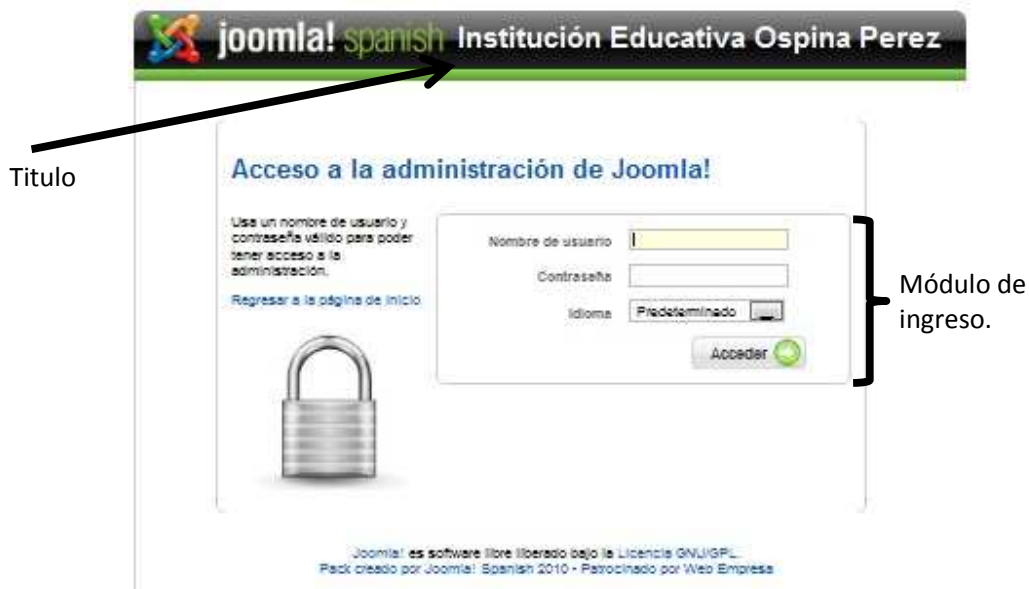 joomla! spanish Institución Educativa Ospina Perez
Titulo
Acceso a la administración de Joomla!
Usa un nombre de usuario y
contraseña válido para poder
tener acceso a la
administración.
Regresar a la página de inicio
Nombre de usuario
Contraseña
Idioma
Predeterminado
Acceder
Módulo de
ingreso.
Joomla! es software libre liberado bajo la Licencia GNU/GPL.
Pack creado por Joomla! Spanish 2010 - Patrocinado por Web Empresa